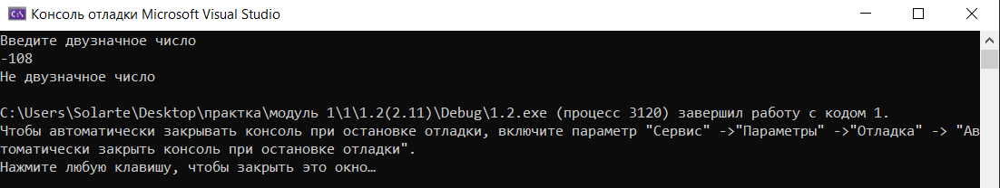 Консоль отладки Microsoft Visual Studio
Введите двузначное число
-108
Не двузначное число
C:\Users\Solarte\Desktop\практка\модуль 1\1\1.2(2.11)\Debug\1.2.exe (процесс 3120) завершил работу с кодом 1.
Чтобы автоматически закрывать консоль при остановке отладки, включите параметр "Сервис" ->"Параметры" ->"Отладка" -> "Ав
томатически закрыть консоль при остановке отладки".
Нажмите любую клавишу, чтобы закрыть это окно…